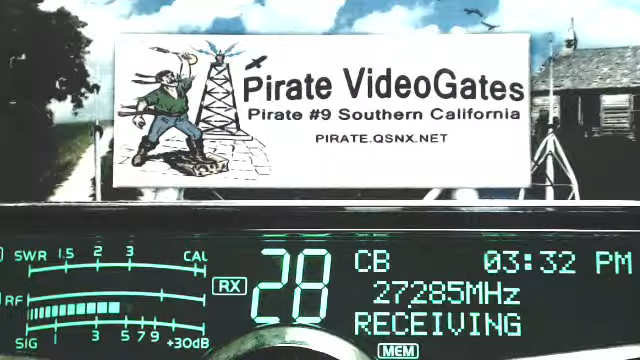 Pirate VideoGates
Pirate #9 Southern California
PIRATE.QSNX.NET
SWR 1.5 2 3 CAL
RF
SIG 1 3 5 7 9 +30dB
RX
28
CB 03:32 PM
27285MHz
RECEIVING
MEM